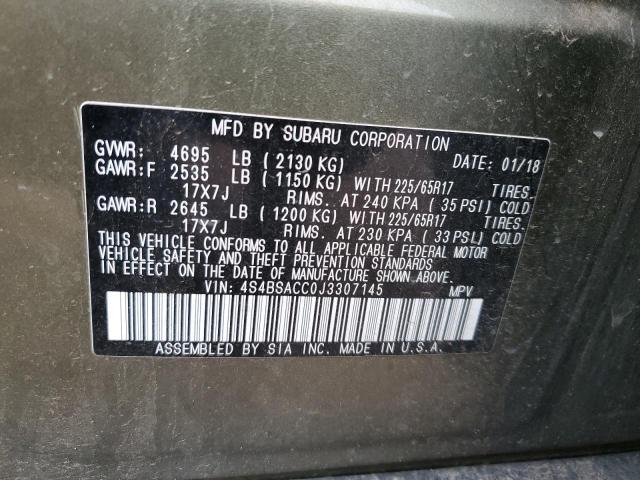 MFD BY SUBARU CORPORATION
GVWR: 4695 LB ( 2130 KG) DATE: 01/18
GAWR:F 2535 LB ( 1150 KG) WITH 225/65R17 TIRES.
17X7J RIMS. AT 240 KPA ( 35 PSI) COLD
GAWR:R 2645 LB ( 1200 KG) WITH 225/65R17 TIRES.
17X7J RIMS. AT 230 KPA ( 33 PSI) COLD
THIS VEHICLE CONFORMS TO ALL APPLICABLE FEDERAL MOTOR
VEHICLE SAFETY AND THEFT PREVENTION STANDARDS
IN EFFECT ON THE DATE OF MANUFACTURE SHOWN ABOVE.
VIN: 4S4BSACC0J3307145 MPV
ASSEMBLED BY SIA INC. MADE IN U.S.A.